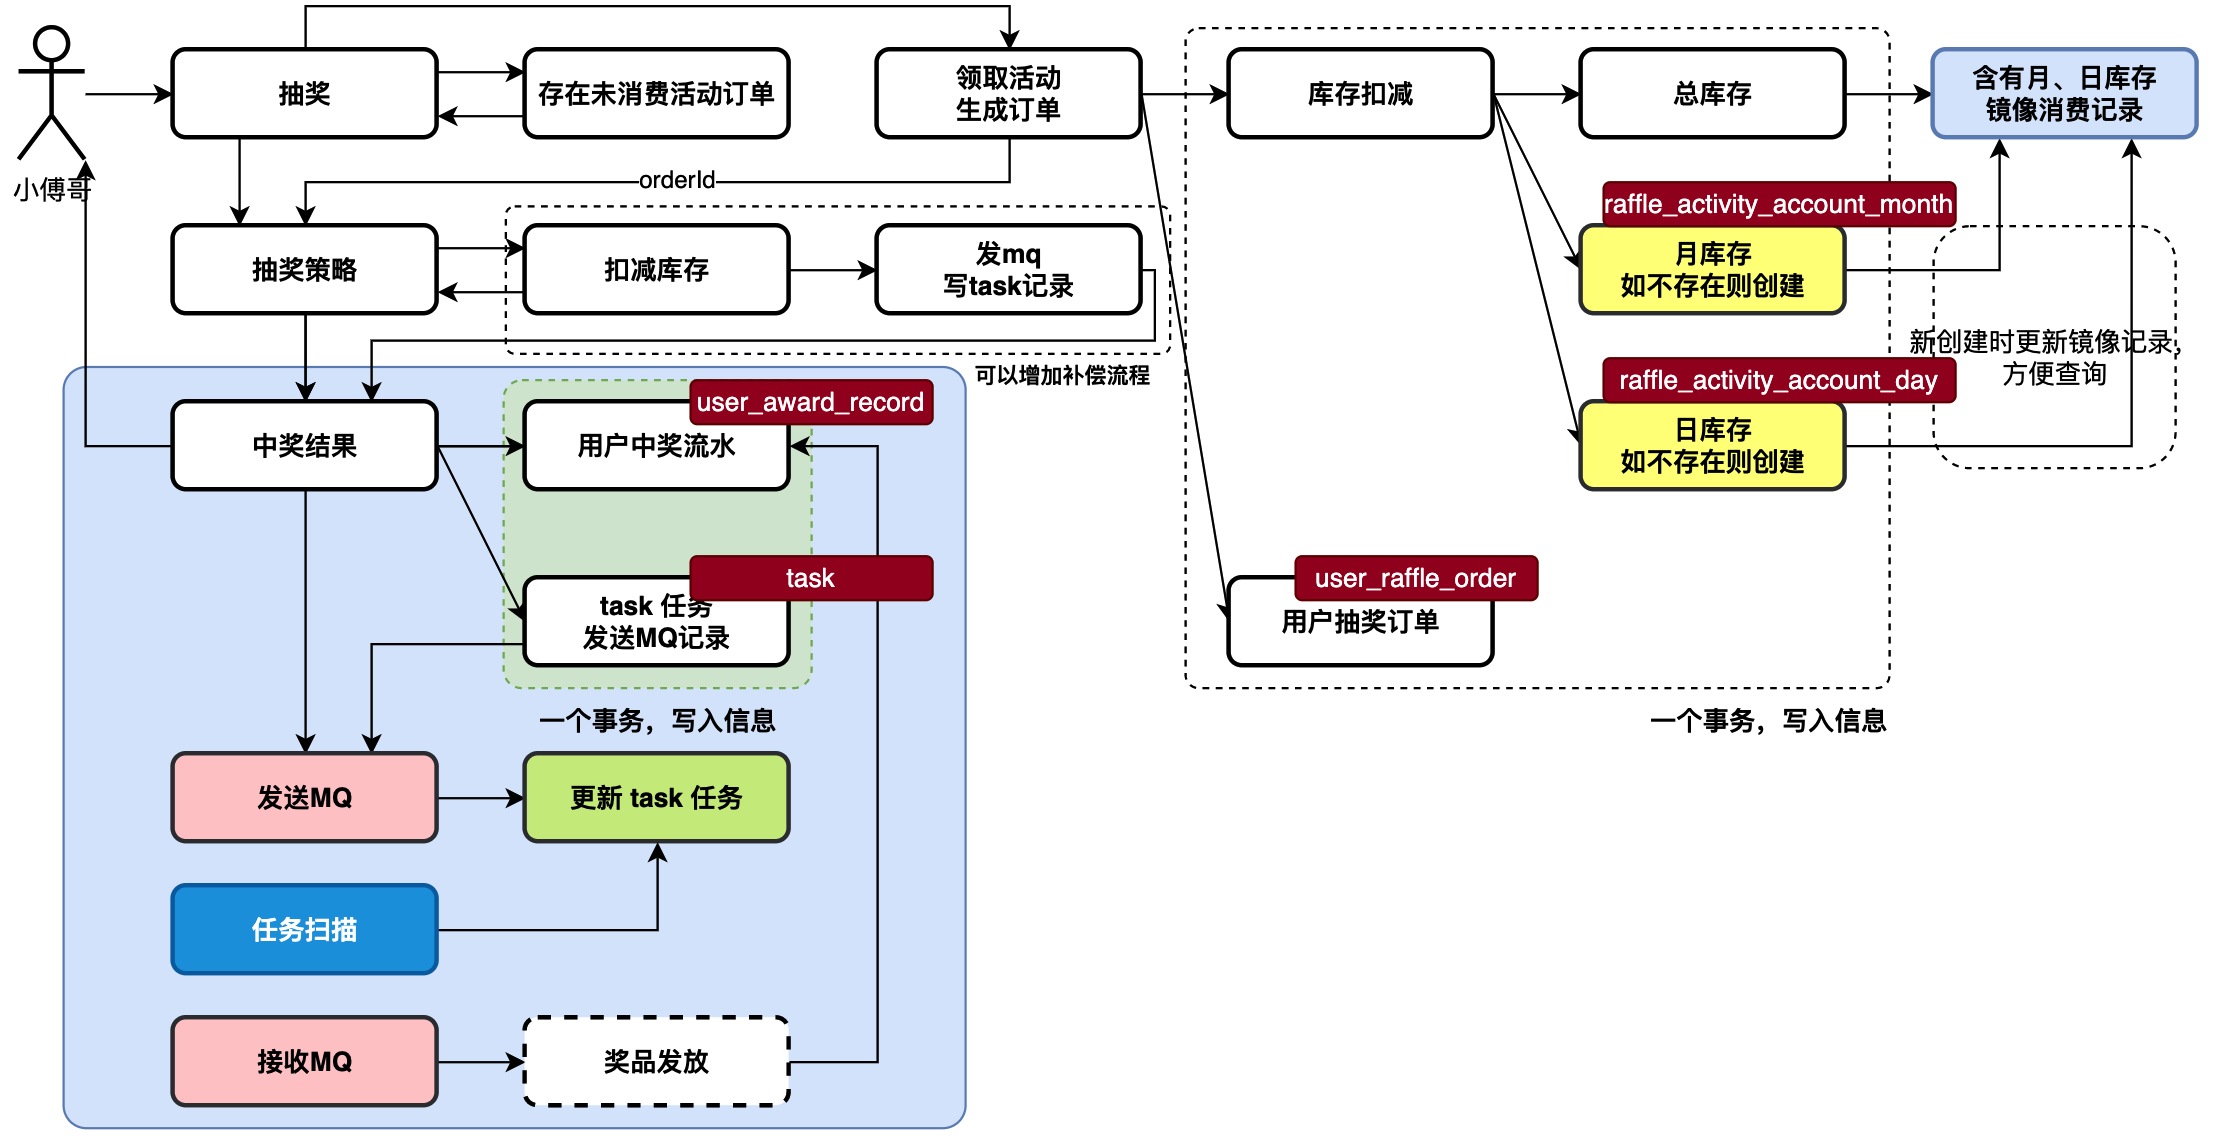 小傅哥
抽奖
存在未消费活动订单
领取活动
生成订单
库存扣减
总库存
含有月、日库存
镜像消费记录
orderId
抽奖策略
扣减库存
发mq
写task记录
raffle_activity_account_month
月库存
如不存在则创建
新创建时更新镜像记录,
方便查询
可以增加补偿流程
raffle_activity_account_day
日库存
如不存在则创建
中奖结果
user_award_record
用户中奖流水
task
task 任务
发送MQ记录
user_raffle_order
用户抽奖订单
一个事务，写入信息
一个事务，写入信息
发送MQ
更新 task 任务
任务扫描
接收MQ
奖品发放